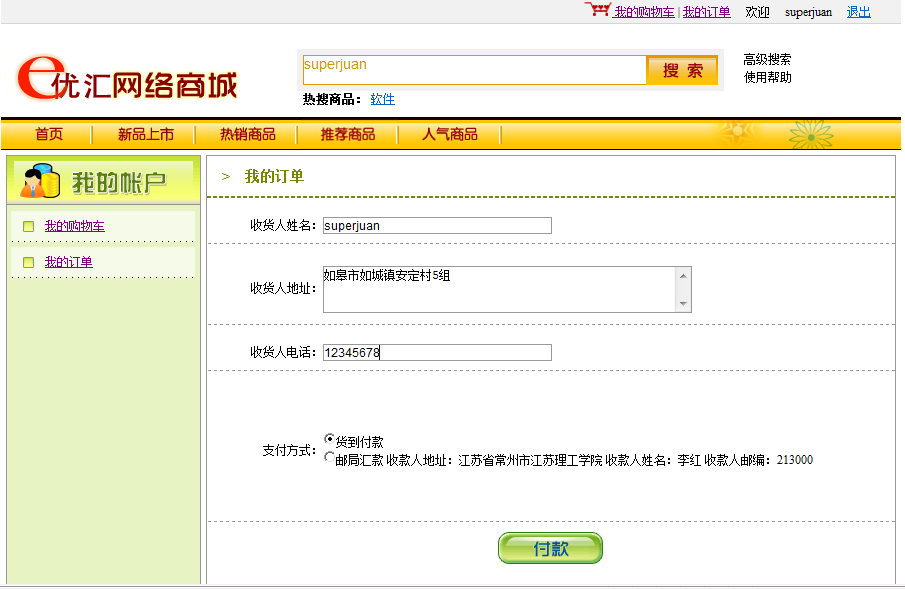 我的购物车 | 我的订单 欢迎 superjuan 退出
e优汇网络商城
superjuan 搜 索
高级搜索
使用帮助
热搜商品： 软件
首页 新品上市 热销商品 推荐商品 人气商品
我的帐户
我的购物车
我的订单
> 我的订单
收货人姓名： superjuan
收货人地址： 如皋市如城镇安定村5组
收货人电话： 12345678
支付方式： 货到付款
邮局汇款 收款人地址： 江苏省常州市江苏理工学院 收款人姓名： 李红 收款人邮编： 213000
付款